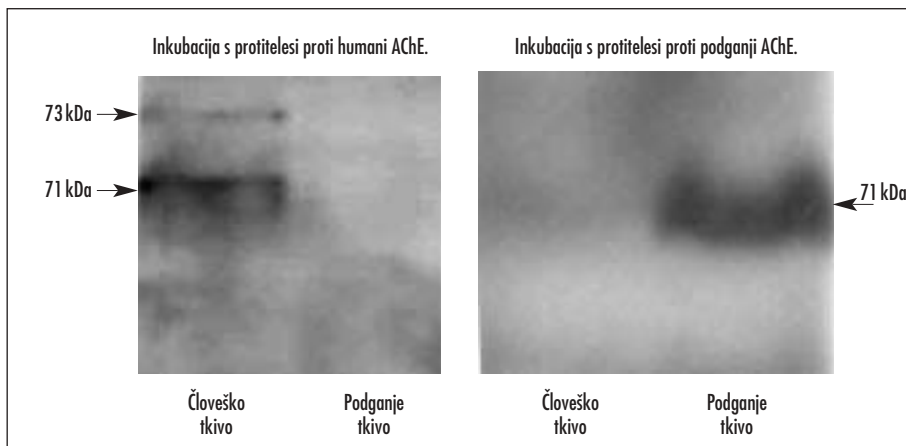 Inkubacija s protitelesi proti humani AChE.
Inkubacija s protitelesi proti podganji AChE.
73 kDa
71 kDa
71 kDa
Človeško
tkivo
Podganje
tkivo
Človeško
tkivo
Podganje
tkivo